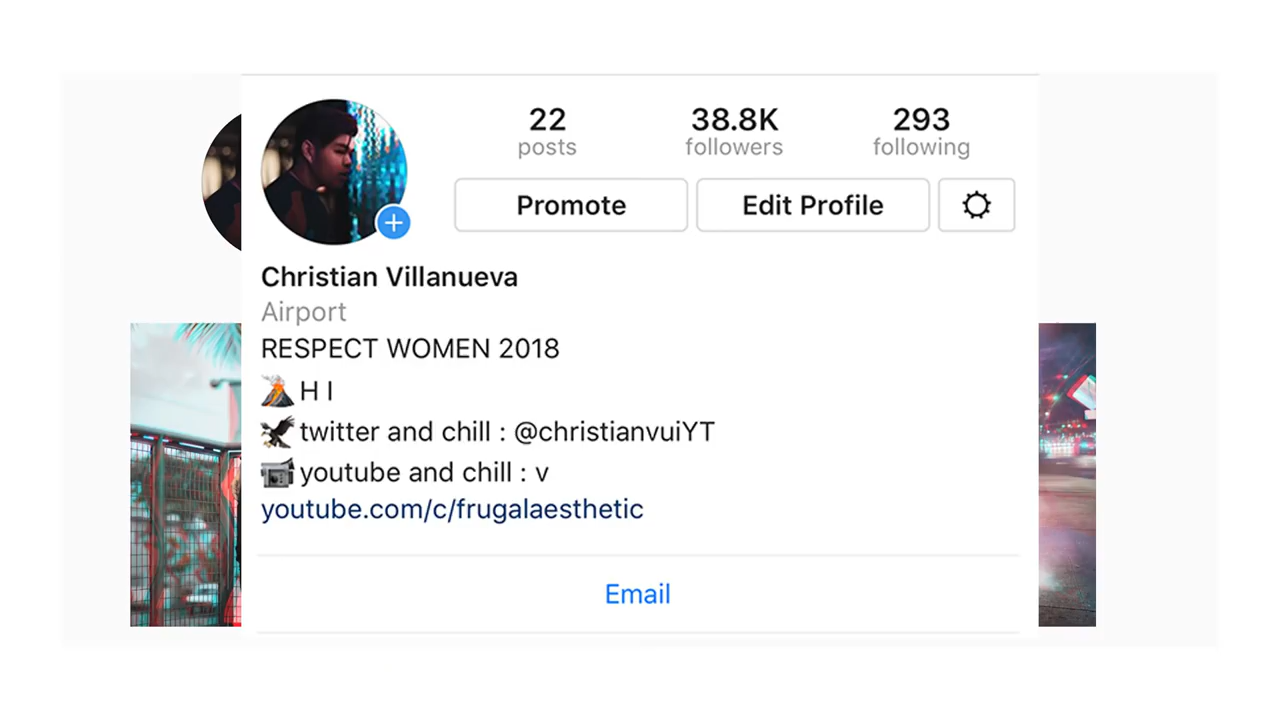 22 38.8K 293
posts followers following
Promote Edit Profile
Christian Villanueva
Airport
RESPECT WOMEN 2018
🌋H I
🦅twitter and chill : @christianvuiYT
📹youtube and chill : v
youtube.com/c/frugalaesthetic
Email